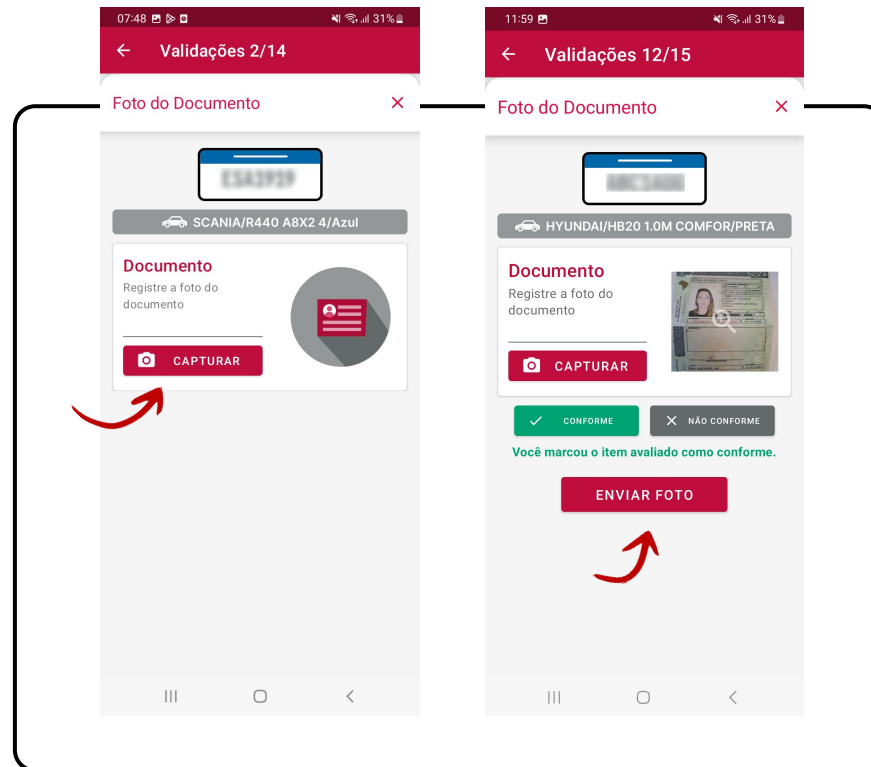 07:48
31%
Validações 2/14
Foto do Documento
SCANIA/R440 A8X2 4/Azul
Documento
Registre a foto do
documento
CAPTURAR
11:59
31%
Validações 12/15
Foto do Documento
HYUNDAI/HB20 1.0M COMFOR/PRETA
Documento
Registre a foto do
documento
CAPTURAR
CONFORME
NÃO CONFORME
Você marcou o item avaliado como conforme.
ENVIAR FOTO